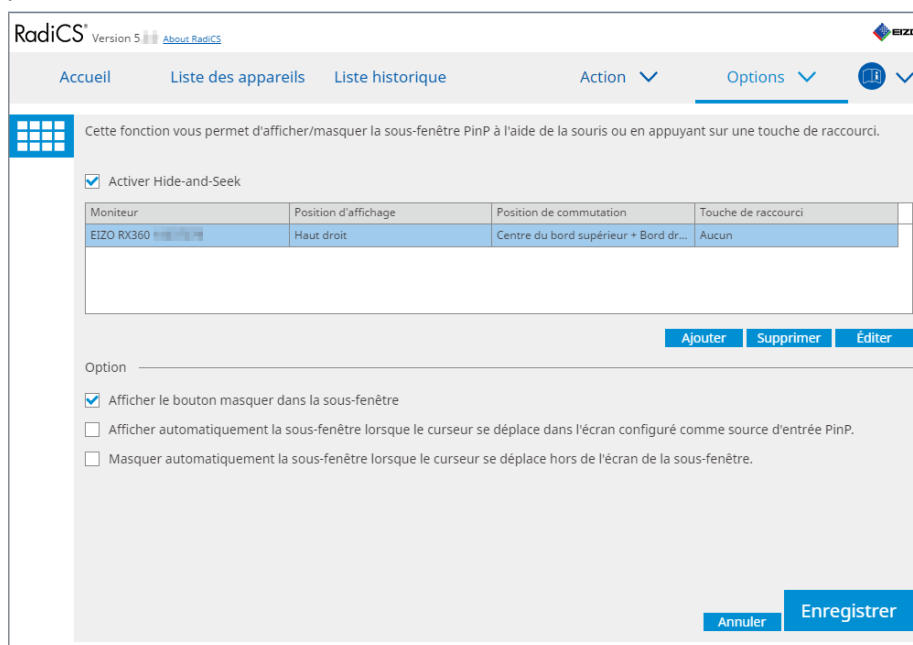 RadiCS® Version 5. About RadiCS
EIZO
Accueil Liste des appareils Liste historique Action Options
Cette fonction vous permet d'afficher/masquer la sous-fenêtre PinP à l'aide de la souris ou en appuyant sur une touche de raccourci.
Activer Hide-and-Seek
Moniteur Position d'affichage Position de commutation Touche de raccourci
EIZO RX360 Haut droit Centre du bord supérieur + Bord dr... Aucun
Ajouter Supprimer Éditer
Option
Afficher le bouton masquer dans la sous-fenêtre
Afficher automatiquement la sous-fenêtre lorsque le curseur se déplace dans l'écran configuré comme source d'entrée PinP.
Masquer automatiquement la sous-fenêtre lorsque le curseur se déplace hors de l'écran de la sous-fenêtre.
Annuler Enregistrer